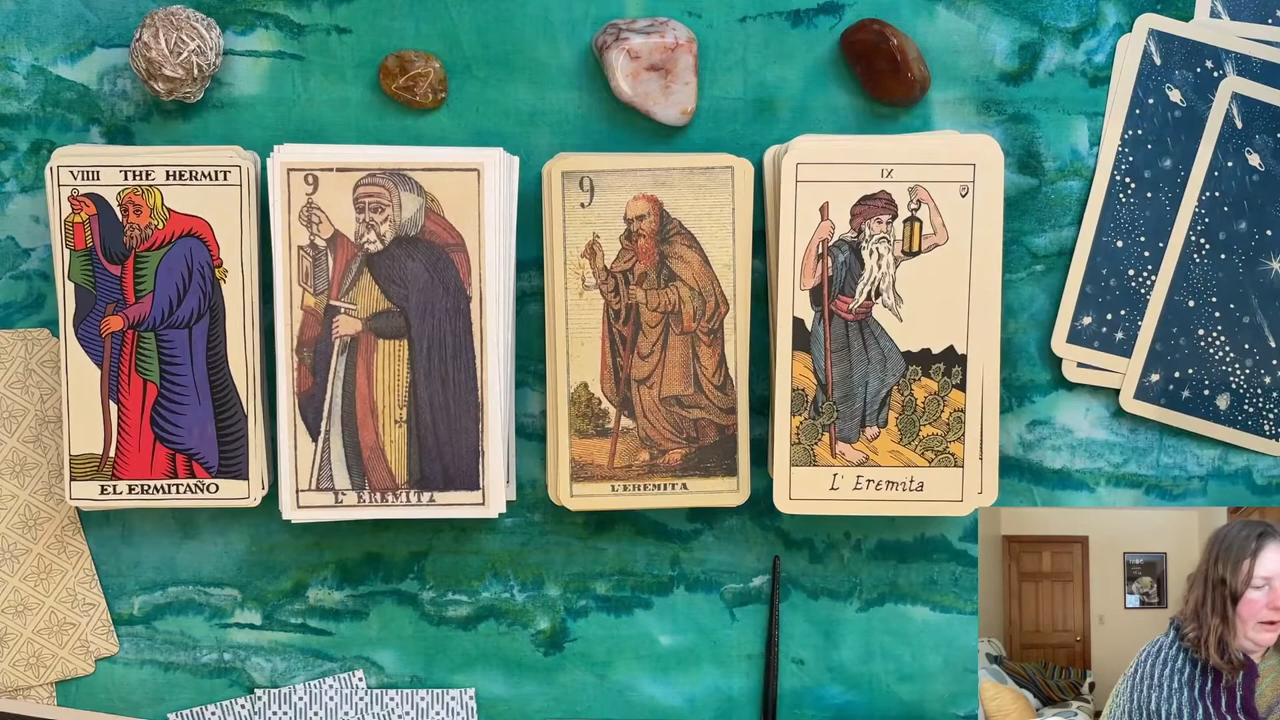 VIIII THE HERMIT
EL ERMITAÑO
9
L' EREMITA
9
L'EREMITA
IX
L' Eremita